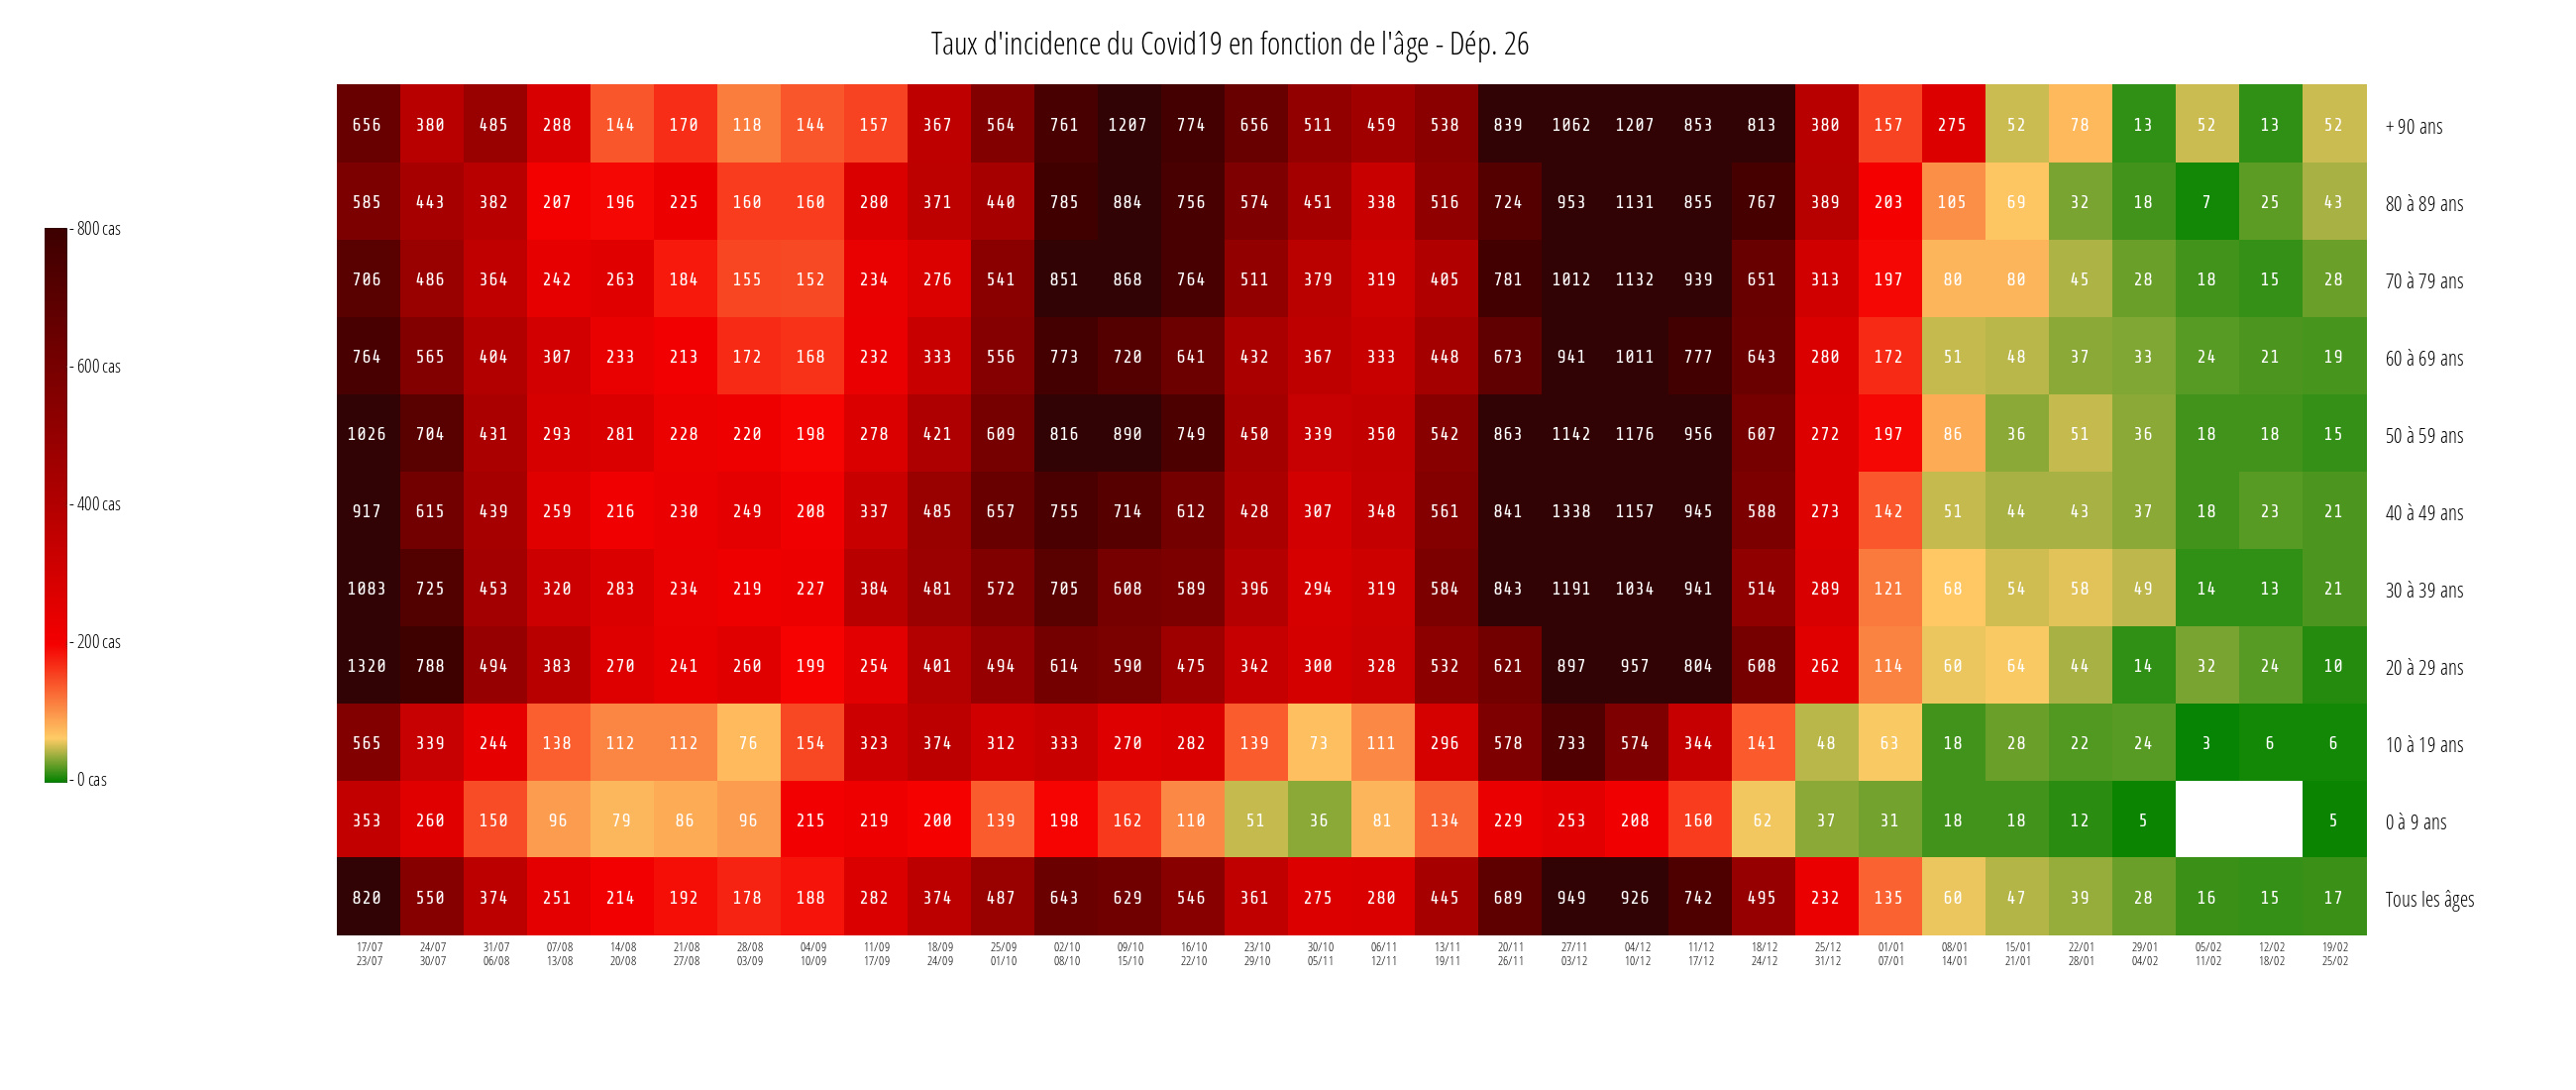 Taux d'incidence du Covid19 en fonction de l'âge - Dép. 26
656 380 485 288 144 170 118 144 157 367 564 761 1207 774 656 511 459 538 839 1062 1207 853 813 380 157 275 52 78 13 52 13 52 + 90 ans
585 443 382 207 196 225 160 160 280 371 440 785 884 756 574 451 338 516 724 953 1131 855 767 389 203 105 69 32 18 7 25 43 80 à 89 ans
- 800 cas
706 486 364 242 263 184 155 152 234 276 541 851 868 764 511 379 319 405 781 1012 1132 939 651 313 197 80 80 45 28 18 15 28 70 à 79 ans
764 565 404 307 233 213 172 168 232 333 556 773 720 641 432 367 333 448 673 941 1011 777 643 280 172 51 48 37 33 24 21 19 60 à 69 ans
- 600 cas
1026 704 431 293 281 228 220 198 278 421 609 816 890 749 450 339 350 542 863 1142 1176 956 607 272 197 86 36 51 36 18 18 15 50 à 59 ans
- 400 cas
917 615 439 259 216 230 249 208 337 485 657 755 714 612 428 307 348 561 841 1338 1157 945 588 273 142 51 44 43 37 18 23 21 40 à 49 ans
1083 725 453 320 283 234 219 227 384 481 572 705 608 589 396 294 319 584 843 1191 1034 941 514 289 121 68 54 58 49 14 13 21 30 à 39 ans
- 200 cas
1320 788 494 383 270 241 260 199 254 401 494 614 590 475 342 300 328 532 621 897 957 804 608 262 114 60 64 44 14 32 24 10 20 à 29 ans
565 339 244 138 112 112 76 154 323 374 312 333 270 282 139 73 111 296 578 733 574 344 141 48 63 18 28 22 24 3 6 6 10 à 19 ans
- 0 cas
353 260 150 96 79 86 96 215 219 200 139 198 162 110 51 36 81 134 229 253 208 160 62 37 31 18 18 12 5 5 0 à 9 ans
820 550 374 251 214 192 178 188 282 374 487 643 629 546 361 275 280 445 689 949 926 742 495 232 135 60 47 39 28 16 15 17 Tous les âges
17/07 24/07 31/07 07/08 14/08 21/08 28/08 04/09 11/09 18/09 25/09 02/10 09/10 16/10 23/10 30/10 06/11 13/11 20/11 27/11 04/12 11/12 18/12 25/12 01/01 08/01 15/01 22/01 29/01 05/02 12/02 19/02
23/07 30/07 06/08 13/08 20/08 27/08 03/09 10/09 17/09 24/09 01/10 08/10 15/10 22/10 29/10 05/11 12/11 19/11 26/11 03/12 10/12 17/12 24/12 31/12 07/01 14/01 21/01 28/01 04/02 11/02 18/02 25/02